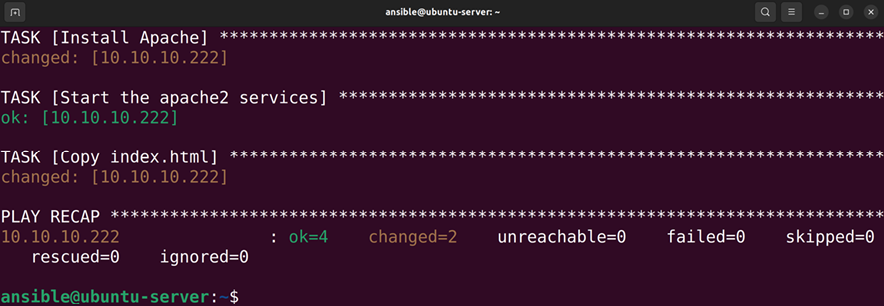 ansible@ubuntu-server: ~
TASK [Install Apache] *******************************************************************
changed: [10.10.10.222]
TASK [Start the apache2 services] *******************************************************
ok: [10.10.10.222]
TASK [Copy index.html] ******************************************************************
changed: [10.10.10.222]
PLAY RECAP ******************************************************************************
10.10.10.222 : ok=4 changed=2 unreachable=0 failed=0 skipped=0
rescued=0 ignored=0
ansible@ubuntu-server:~$